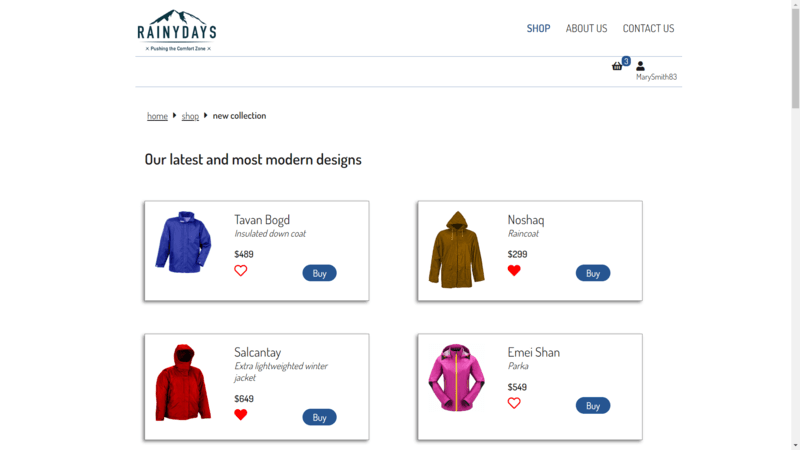 RAINYDAYS
× Pushing the Comfort Zone ×
SHOP ABOUT US CONTACT US
3
MarySmith83
home shop new collection
Our latest and most modern designs
Tavan Bogd
Insulated down coat
$489
Buy
Noshaq
Raincoat
$299
Buy
Salcantay
Extra lightweighted winter
jacket
$649
Buy
Emei Shan
Parka
$549
Buy